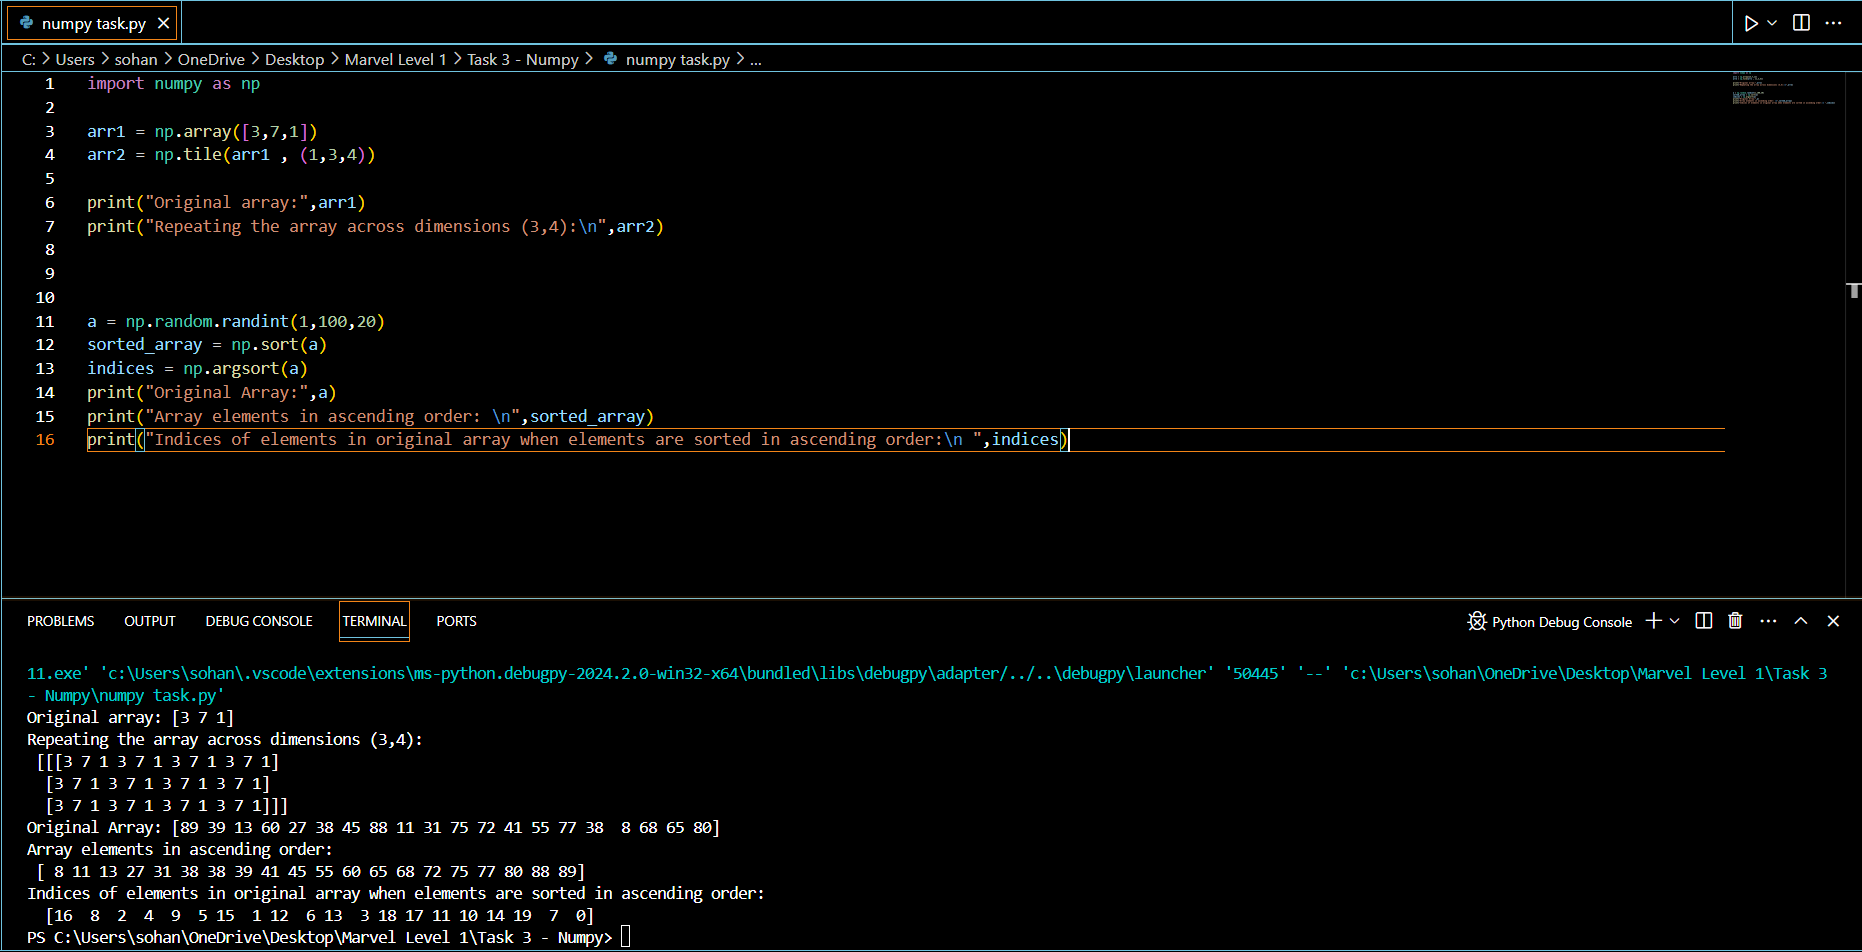 numpy task.py
C: > Users > sohan > OneDrive > Desktop > Marvel Level 1 > Task 3 - Numpy > numpy task.py > ...
1 import numpy as np
2
3 arr1 = np.array([3,7,1])
4 arr2 = np.tile(arr1 , (1,3,4))
5
6 print("Original array:",arr1)
7 print("Repeating the array across dimensions (3,4):\n",arr2)
8
9
10
11 a = np.random.randint(1,100,20)
12 sorted_array = np.sort(a)
13 indices = np.argsort(a)
14 print("Original Array:",a)
15 print("Array elements in ascending order: \n",sorted_array)
16 print("Indices of elements in original array when elements are sorted in ascending order:\n ",indices)
PROBLEMS OUTPUT DEBUG CONSOLE TERMINAL PORTS Python Debug Console
11.exe' 'c:\Users\sohan\.vscode\extensions\ms-python.debugpy-2024.2.0-win32-x64\bundled\libs\debugpy\adapter/../..\debugpy\launcher' '50445' '--' 'c:\Users\sohan\OneDrive\Desktop\Marvel Level 1\Task 3
- Numpy\numpy task.py'
Original array: [3 7 1]
Repeating the array across dimensions (3,4):
 [[[3 7 1 3 7 1 3 7 1 3 7 1]
  [3 7 1 3 7 1 3 7 1 3 7 1]
  [3 7 1 3 7 1 3 7 1 3 7 1]]]
Original Array: [89 39 13 60 27 38 45 88 11 31 75 72 41 55 77 38  8 68 65 80]
Array elements in ascending order:
 [ 8 11 13 27 31 38 38 39 41 45 55 60 65 68 72 75 77 80 88 89]
Indices of elements in original array when elements are sorted in ascending order:
  [16  8  2  4  9  5 15  1 12  6 13  3 18 17 11 10 14 19  7  0]
PS C:\Users\sohan\OneDrive\Desktop\Marvel Level 1\Task 3 - Numpy>